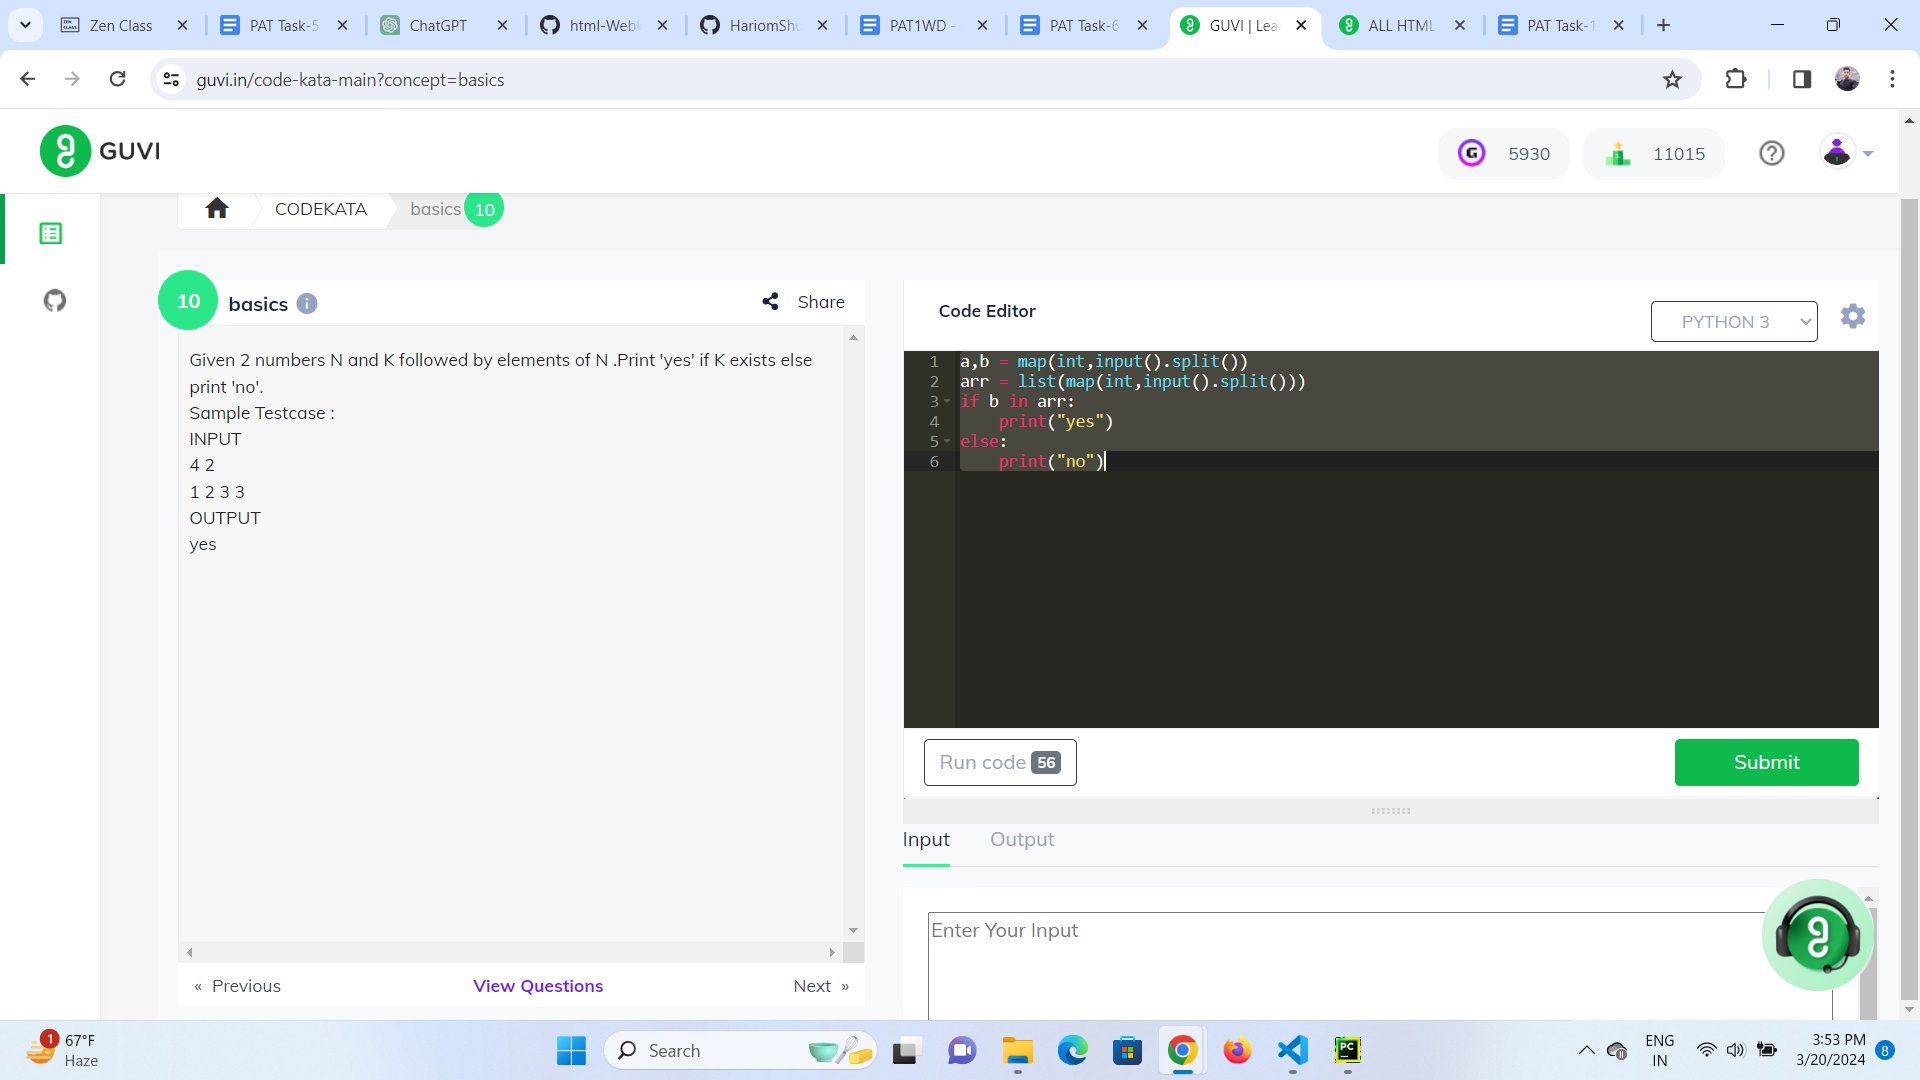 Zen Class
PAT Task-5
ChatGPT
html-Web
HariomShu
PAT1WD -
PAT Task-6
GUVI | Lea
ALL HTML
PAT Task-1
guvi.in/code-kata-main?concept=basics
GUVI
5930
11015
CODEKATA
basics 10
10 basics
Share
Given 2 numbers N and K followed by elements of N .Print 'yes' if K exists else
print 'no'.
Sample Testcase :
INPUT
4 2
1 2 3 3
OUTPUT
yes
« Previous
View Questions
Next »
Code Editor
PYTHON 3
1 a,b = map(int,input().split())
2 arr = list(map(int,input().split()))
3 if b in arr:
4 print("yes")
5 else:
6 print("no")
Run code 56
Submit
Input
Output
Enter Your Input
1
67°F
Haze
Search
PC
ENG
IN
3:53 PM
3/20/2024
8